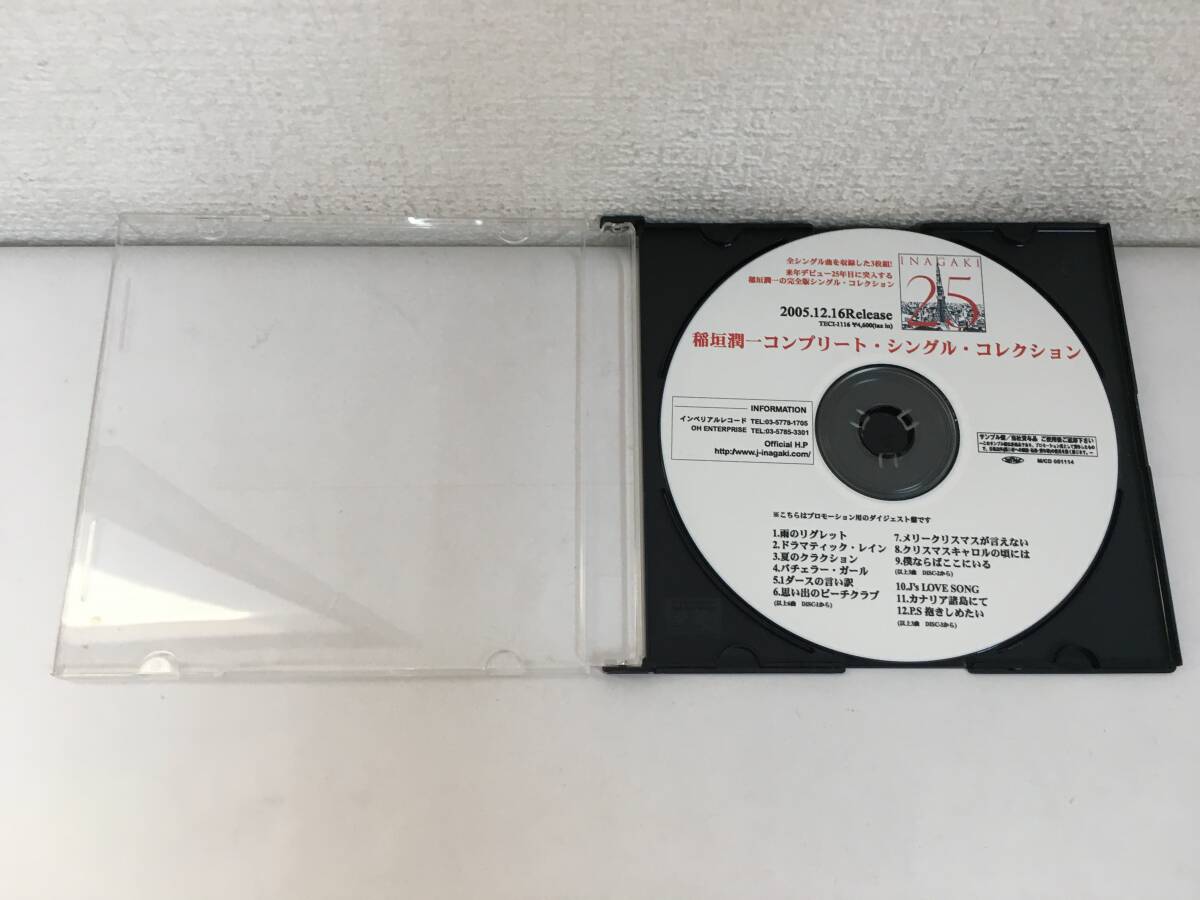 全シングル曲を収録した3枚組!
来年デビュー25年目に突入する
稲垣潤一の完全版シングル・コレクション
INAGAKI
25
2005.12.16Release
TECI-1116 ¥4,600(tax in)
稲垣潤一コンプリート・シングル・コレクション
INFORMATION
インペリアルレコード TEL:03-5778-1705
OH ENTERPRISE TEL:03-5785-3301
Official H.P
http://www.j-inagaki.com/
サンプル盤/当社貸与品 ご使用後ご返却下さい
M/CD 051114
※こちらはプロモーション用のダイジェスト盤です
1.雨のリグレット
2.ドラマティック・レイン
3.夏のクラクション
4.バチェラー・ガール
5.1ダースの言い訳
6.思い出のビーチクラブ
(以上6曲 DISC-1から)
7.メリークリスマスが言えない
8.クリスマスキャロルの頃には
9.僕ならばここにいる
(以上3曲 DISC-2から)
10.J's LOVE SONG
11.カナリア諸島にて
12.P.S 抱きしめたい